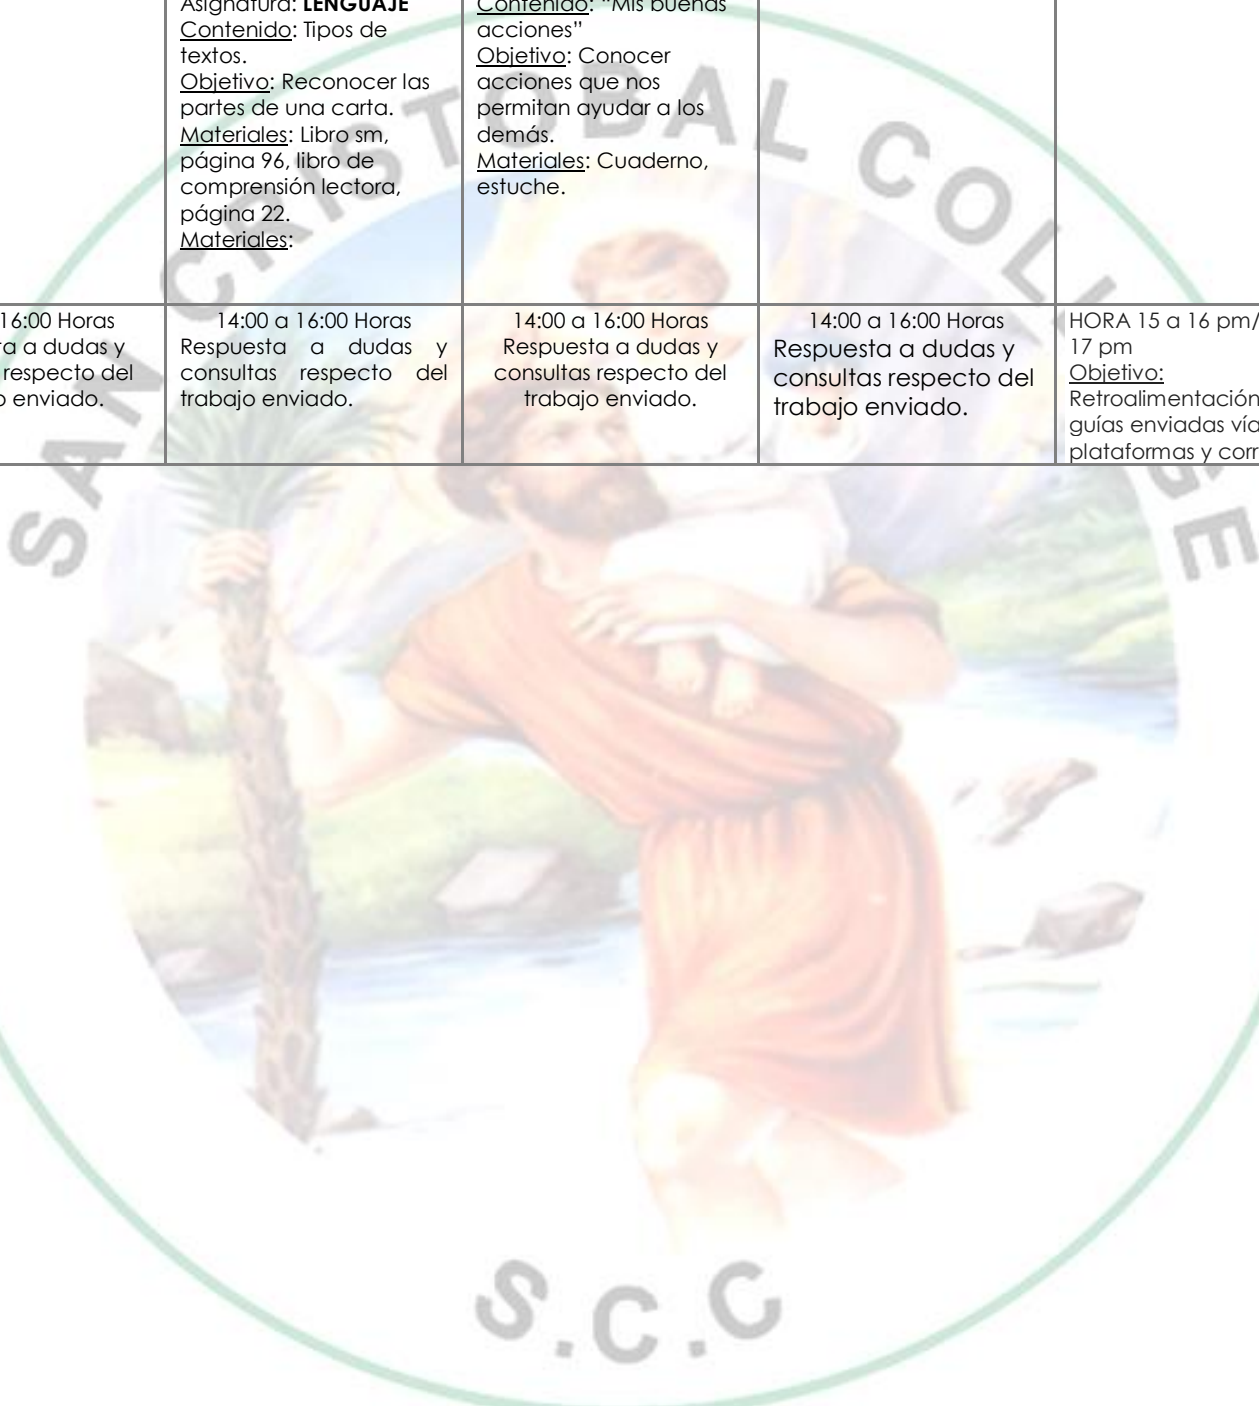 Asignatura: LENGUAJE
Contenido: Tipos de
textos.
Objetivo: Reconocer las
partes de una carta.
Materiales: Libro sm,
página 96, libro de
comprensión lectora,
página 22.
Materiales:
Contenido: "Mis buenas
acciones"
Objetivo: Conocer
acciones que nos
permitan ayudar a los
demás.
Materiales: Cuaderno,
estuche.
16:00 Horas
a dudas y
respecto del
enviado.
14:00 a 16:00 Horas
Respuesta a dudas y
consultas respecto del
trabajo enviado.
14:00 a 16:00 Horas
Respuesta a dudas y
consultas respecto del
trabajo enviado.
14:00 a 16:00 Horas
Respuesta a dudas y
consultas respecto del
trabajo enviado.
HORA 15 a 16 pm/
17 pm
Objetivo:
Retroalimentación
guías enviadas vía
plataformas y
SAN CRISTOBAL
S.C.C